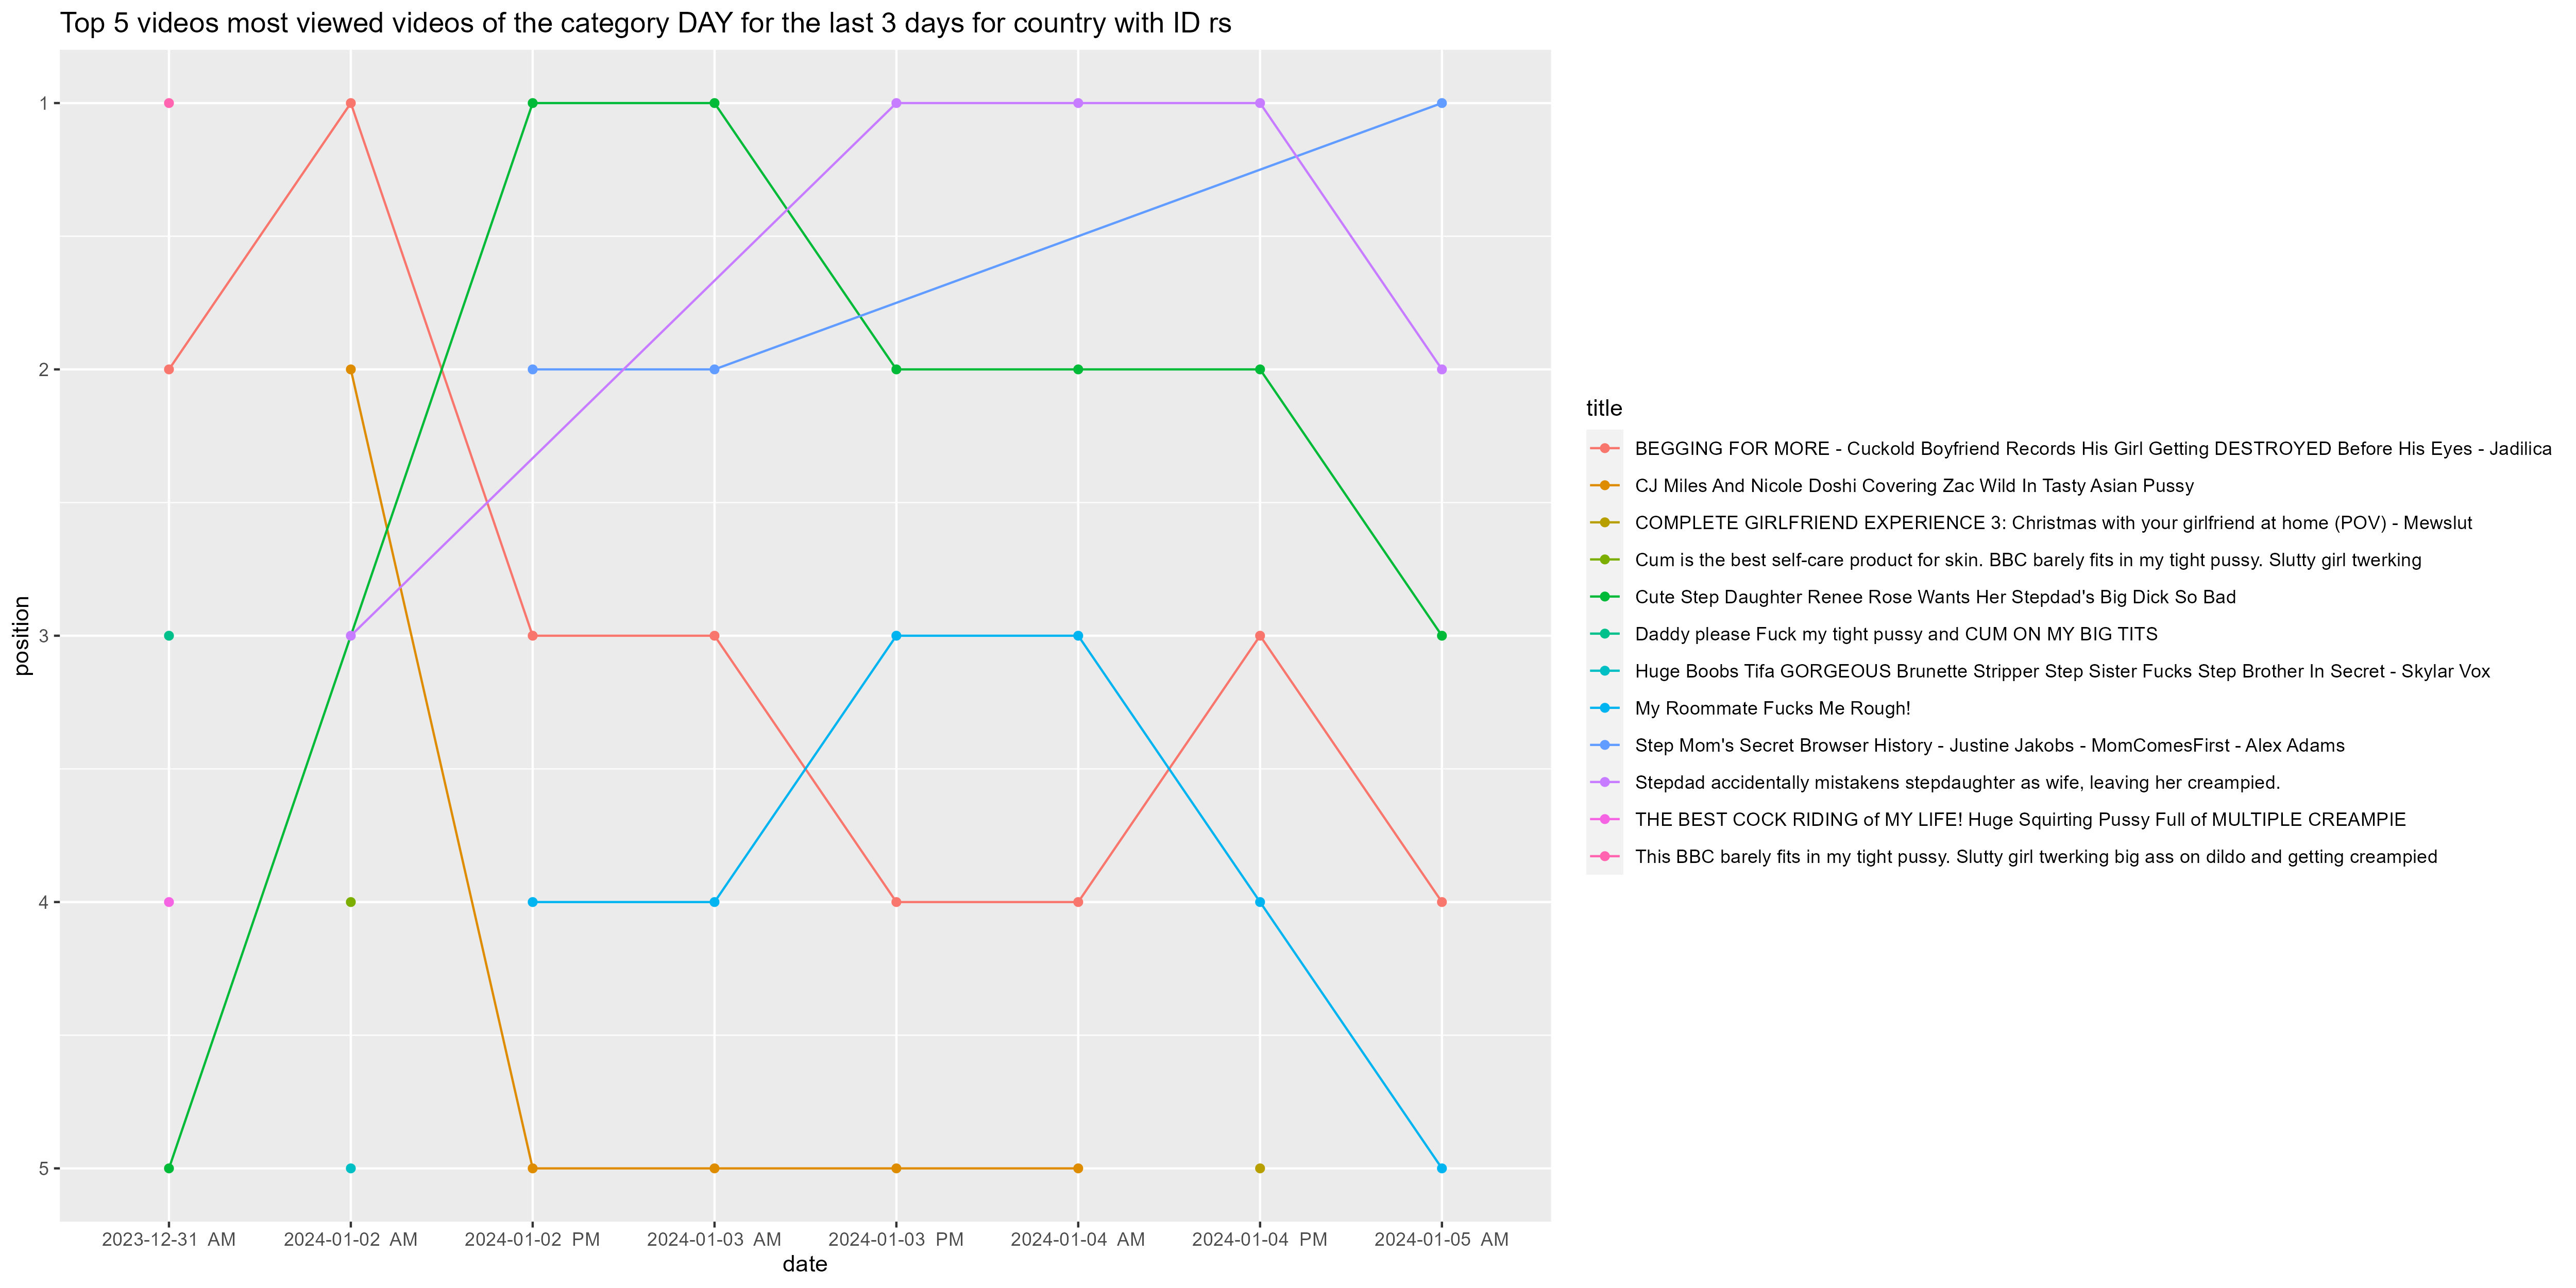 Top 5 videos most viewed videos of the category DAY for the last 3 days for country with ID rs
1
2
3
4
5
position
2023-12-31 AM
2024-01-02 AM
2024-01-02 PM
2024-01-03 AM
2024-01-03 PM
2024-01-04 AM
2024-01-04 PM
2024-01-05 AM
date
title
BEGGING FOR MORE - Cuckold Boyfriend Records His Girl Getting DESTROYED Before His Eyes - Jadilica
CJ Miles And Nicole Doshi Covering Zac Wild In Tasty Asian Pussy
COMPLETE GIRLFRIEND EXPERIENCE 3: Christmas with your girlfriend at home (POV) - Mewslut
Cum is the best self-care product for skin. BBC barely fits in my tight pussy. Slutty girl twerking
Cute Step Daughter Renee Rose Wants Her Stepdad's Big Dick So Bad
Daddy please Fuck my tight pussy and CUM ON MY BIG TITS
Huge Boobs Tifa GORGEOUS Brunette Stripper Step Sister Fucks Step Brother In Secret - Skylar Vox
My Roommate Fucks Me Rough!
Step Mom's Secret Browser History - Justine Jakobs - MomComesFirst - Alex Adams
Stepdad accidentally mistakens stepdaughter as wife, leaving her creampied.
THE BEST COCK RIDING of MY LIFE! Huge Squirting Pussy Full of MULTIPLE CREAMPIE
This BBC barely fits in my tight pussy. Slutty girl twerking big ass on dildo and getting creampied